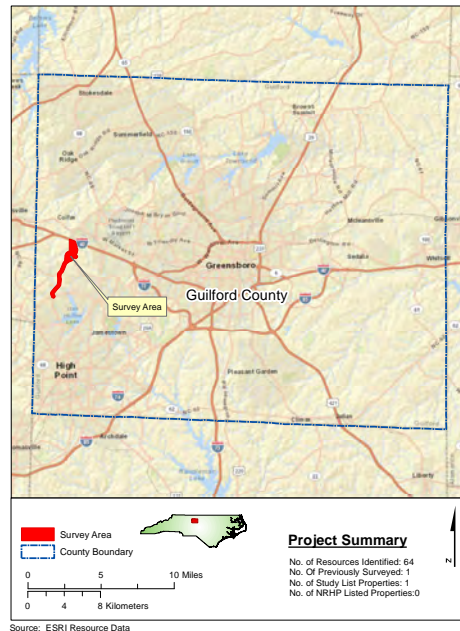 Stokesdale
Summerfield
Guilford
Oak
Ridge
Colfax
Mcleansville
Greensboro
Sedalia
Whitsett
Guilford County
Survey Area
Jamestown
High
Point
Pleasant Garden
Archdale
Climax
Julian
Guilford
Liberty
Survey Area
County Boundary
0 5 10 Miles
0 4 8 Kilometers
Project Summary
No. of Resources Identified: 64
No. Of Previously Surveyed: 1
No. of Study List Properties: 1
No. of NRHP Listed Properties:0
N
Source: ESRI Resource Data